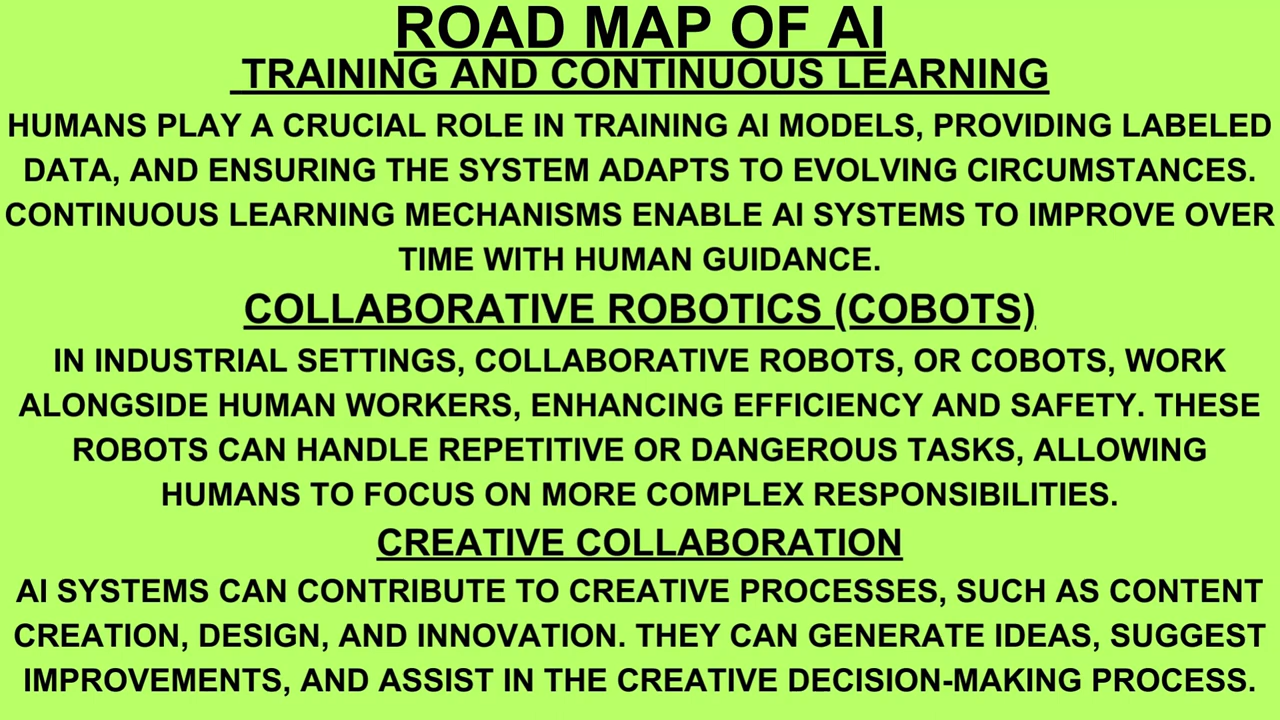 ROAD MAP OF AI
TRAINING AND CONTINUOUS LEARNING
HUMANS PLAY A CRUCIAL ROLE IN TRAINING AI MODELS, PROVIDING LABELED
DATA, AND ENSURING THE SYSTEM ADAPTS TO EVOLVING CIRCUMSTANCES.
CONTINUOUS LEARNING MECHANISMS ENABLE AI SYSTEMS TO IMPROVE OVER
TIME WITH HUMAN GUIDANCE.
COLLABORATIVE ROBOTICS (COBOTS)
IN INDUSTRIAL SETTINGS, COLLABORATIVE ROBOTS, OR COBOTS, WORK
ALONGSIDE HUMAN WORKERS, ENHANCING EFFICIENCY AND SAFETY. THESE
ROBOTS CAN HANDLE REPETITIVE OR DANGEROUS TASKS, ALLOWING
HUMANS TO FOCUS ON MORE COMPLEX RESPONSIBILITIES.
CREATIVE COLLABORATION
AI SYSTEMS CAN CONTRIBUTE TO CREATIVE PROCESSES, SUCH AS CONTENT
CREATION, DESIGN, AND INNOVATION. THEY CAN GENERATE IDEAS, SUGGEST
IMPROVEMENTS, AND ASSIST IN THE CREATIVE DECISION-MAKING PROCESS.